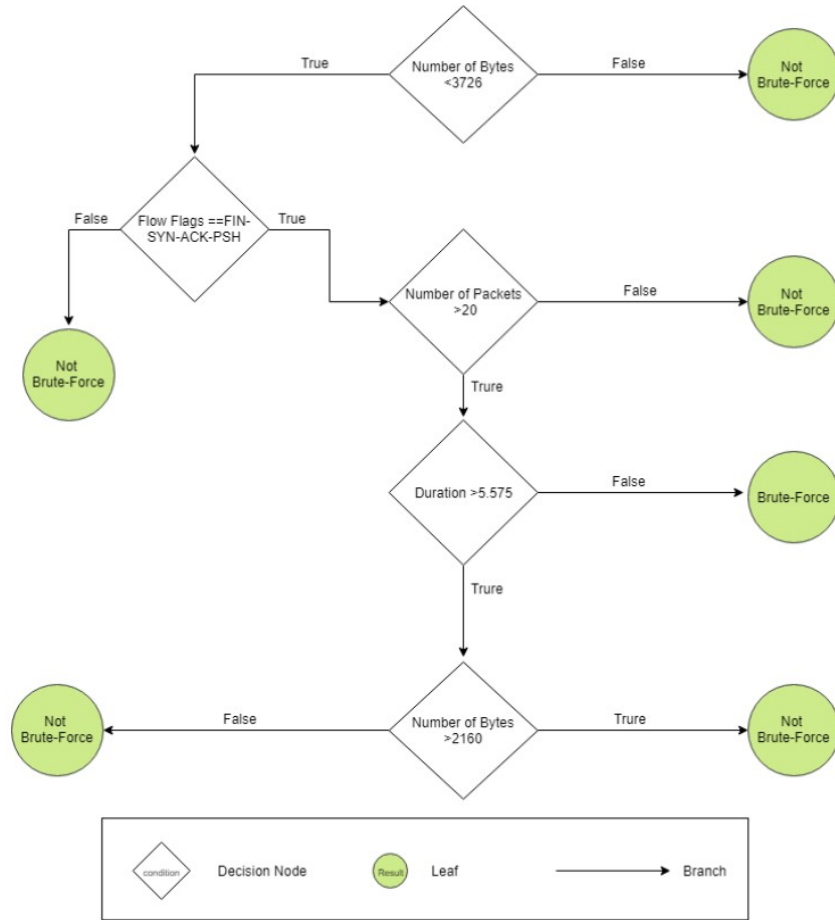 True
Number of Bytes
<3726
False
Not
Brute-Force
False
Flow Flags ==FIN-
SYN-ACK-PSH
True
Number of Packets
>20
False
Not
Brute-Force
Not
Brute-Force
Trure
Duration >5.575
False
Brute-Force
Trure
Not
Brute-Force
False
Number of Bytes
>2160
Trure
Not
Brute-Force
condition
Decision Node
Result
Leaf
Branch